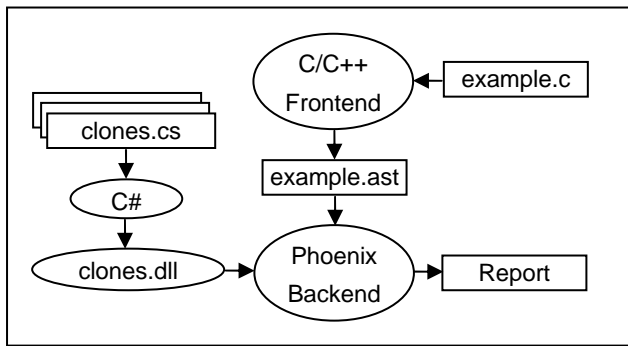 C/C++
Frontend
example.c
clones.cs
example.ast
C#
clones.dll
Phoenix
Backend
Report